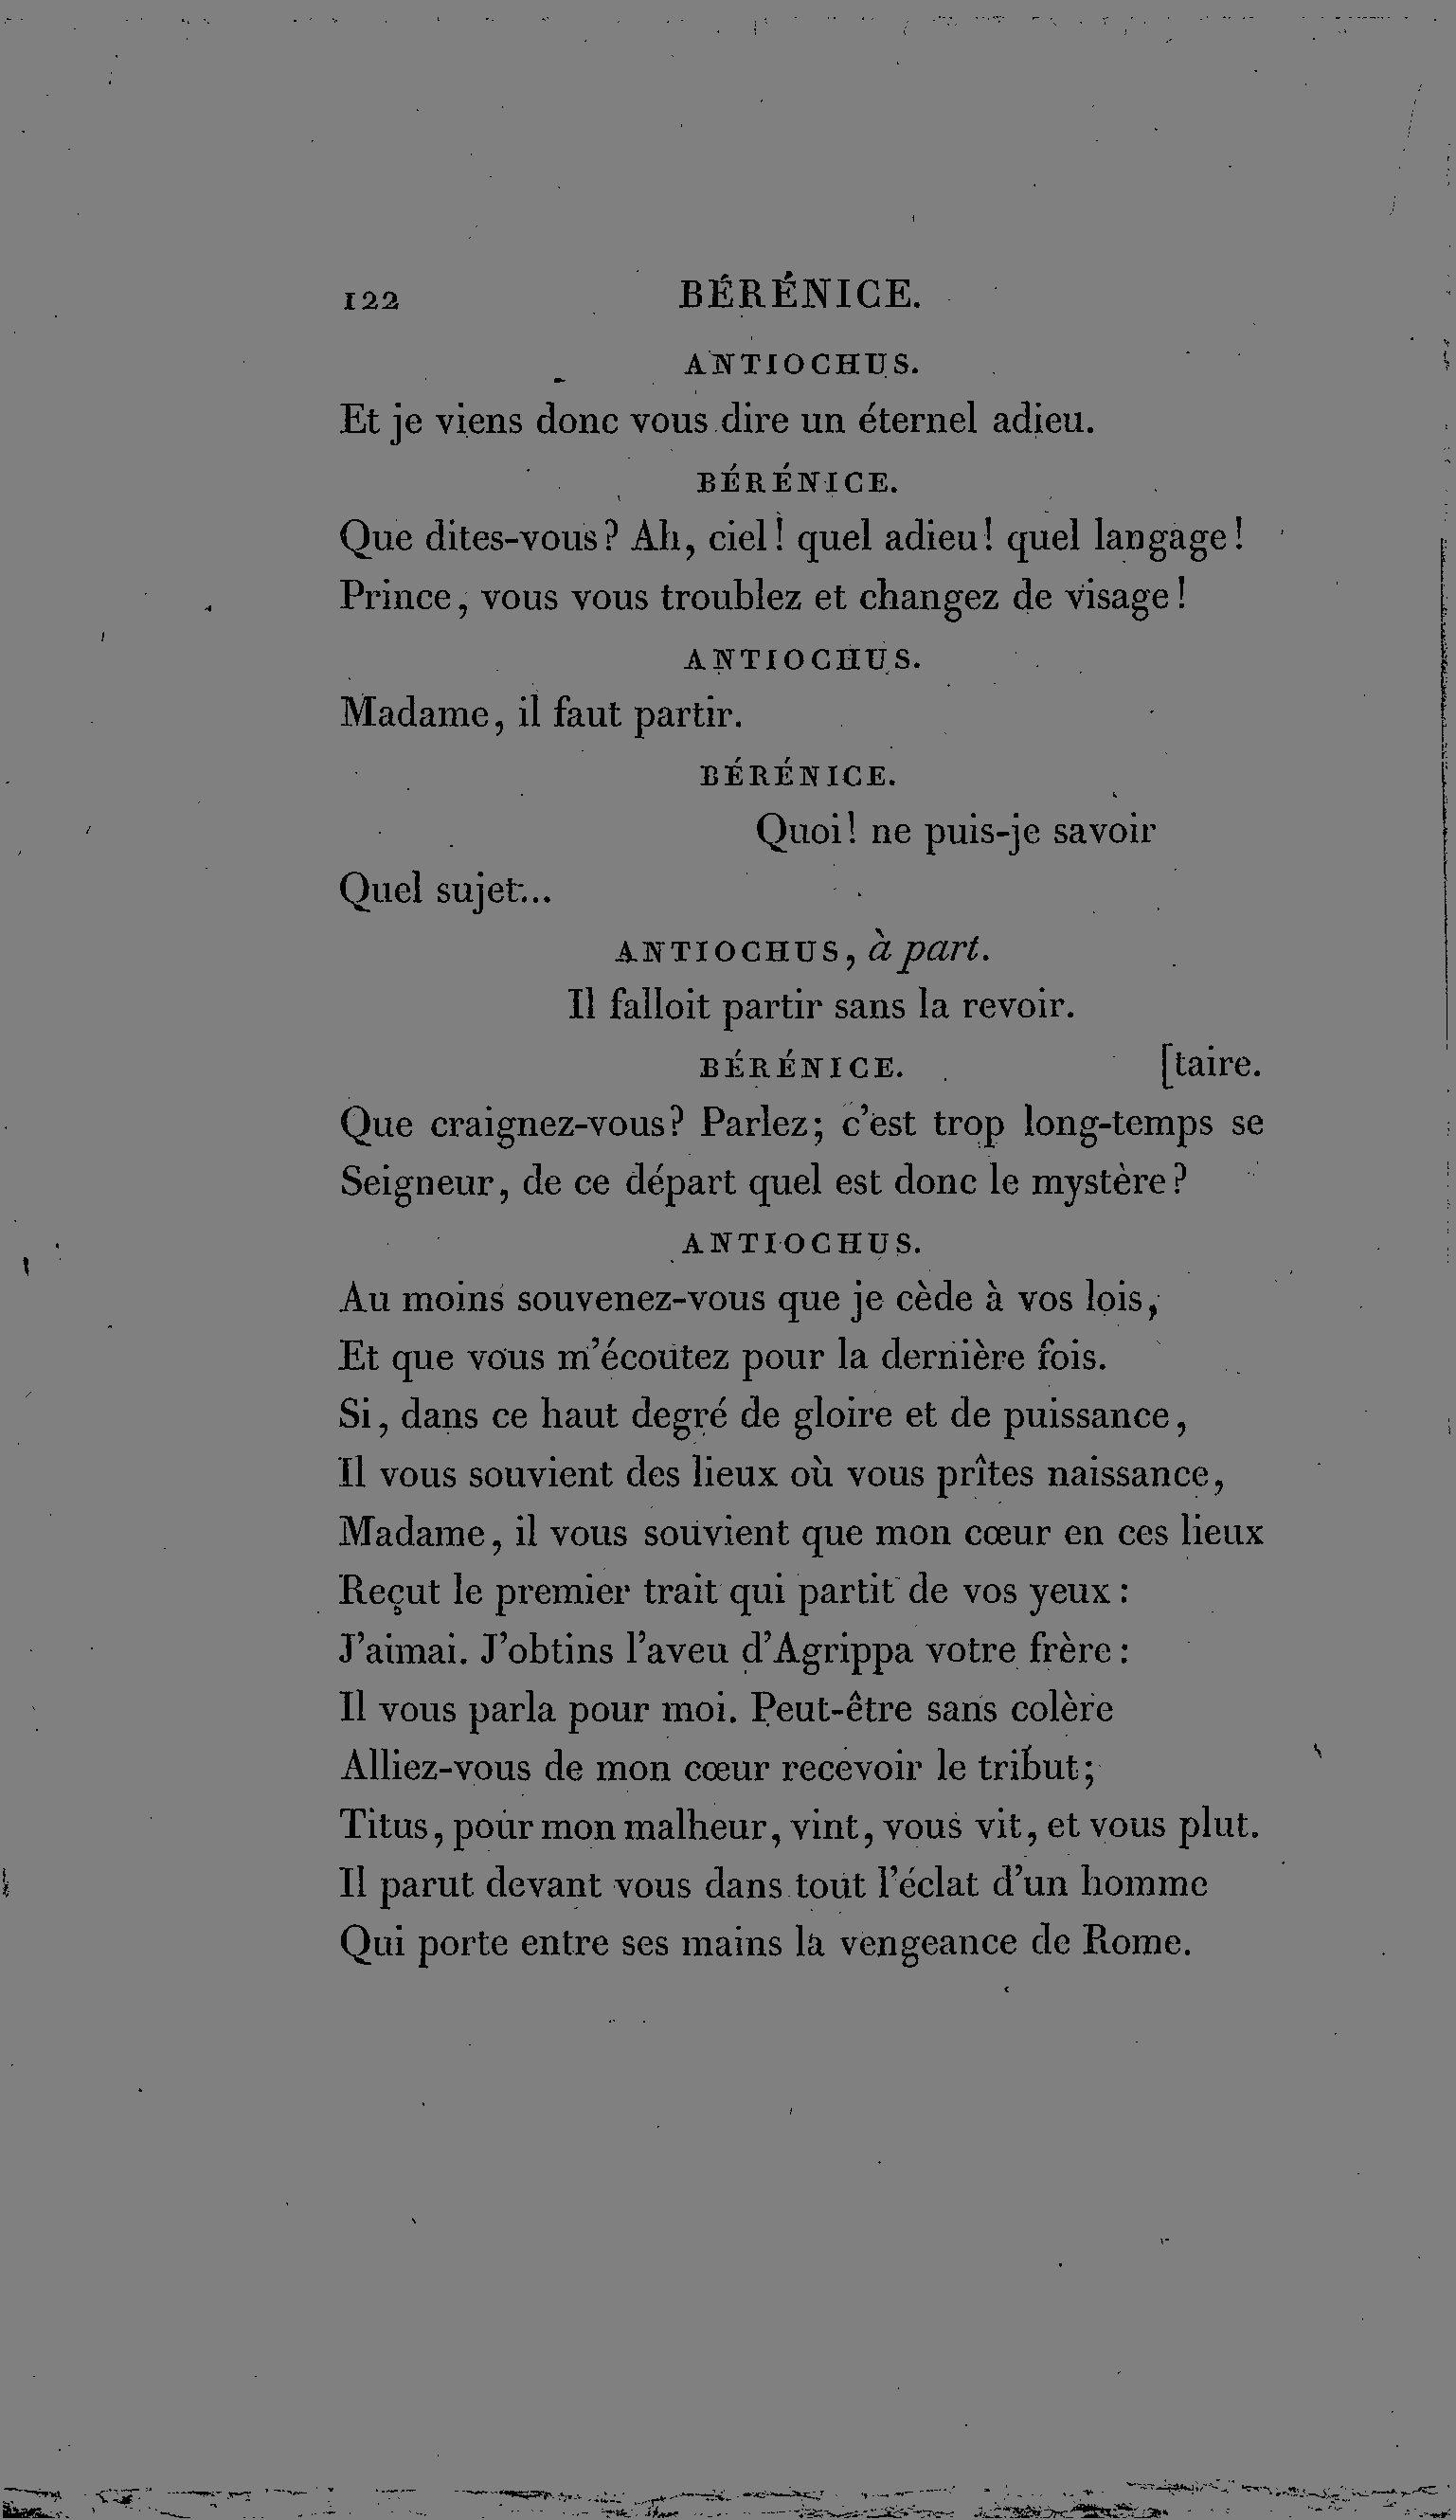 122 BÉRÉNICE.
ANTIOCHUS.
Et je viens donc vous dire un éternel adieu.
BÉRÉNICE.
Que dites-vous? Ah, ciel! quel adieu! quel langage!
Prince, vous vous troublez et changez de visage!
ANTIOCHUS.
Madame, il faut partir.
BÉRÉNICE.
Quoi! ne puis-je savoir
Quel sujet...
ANTIOCHUS, à part.
Il falloit partir sans la revoir.
BÉRÉNICE. [taire.
Que craignez-vous? Parlez; c'est trop long-temps se
Seigneur, de ce départ quel est donc le mystère?
ANTIOCHUS.
Au moins souvenez-vous que je cède à vos lois,
Et que vous m'écoutez pour la dernière fois.
Si, dans ce haut degré de gloire et de puissance,
Il vous souvient des lieux où vous prîtes naissance,
Madame, il vous souvient que mon cœur en ces lieux
Reçut le premier trait qui partit de vos yeux:
J'aimai. J'obtins l'aveu d'Agrippa votre frère:
Il vous parla pour moi. Peut-être sans colère
Alliez-vous de mon cœur recevoir le tribut;
Titus, pour mon malheur, vint, vous vit, et vous plut.
Il parut devant vous dans tout l'éclat d'un homme
Qui porte entre ses mains la vengeance de Rome.